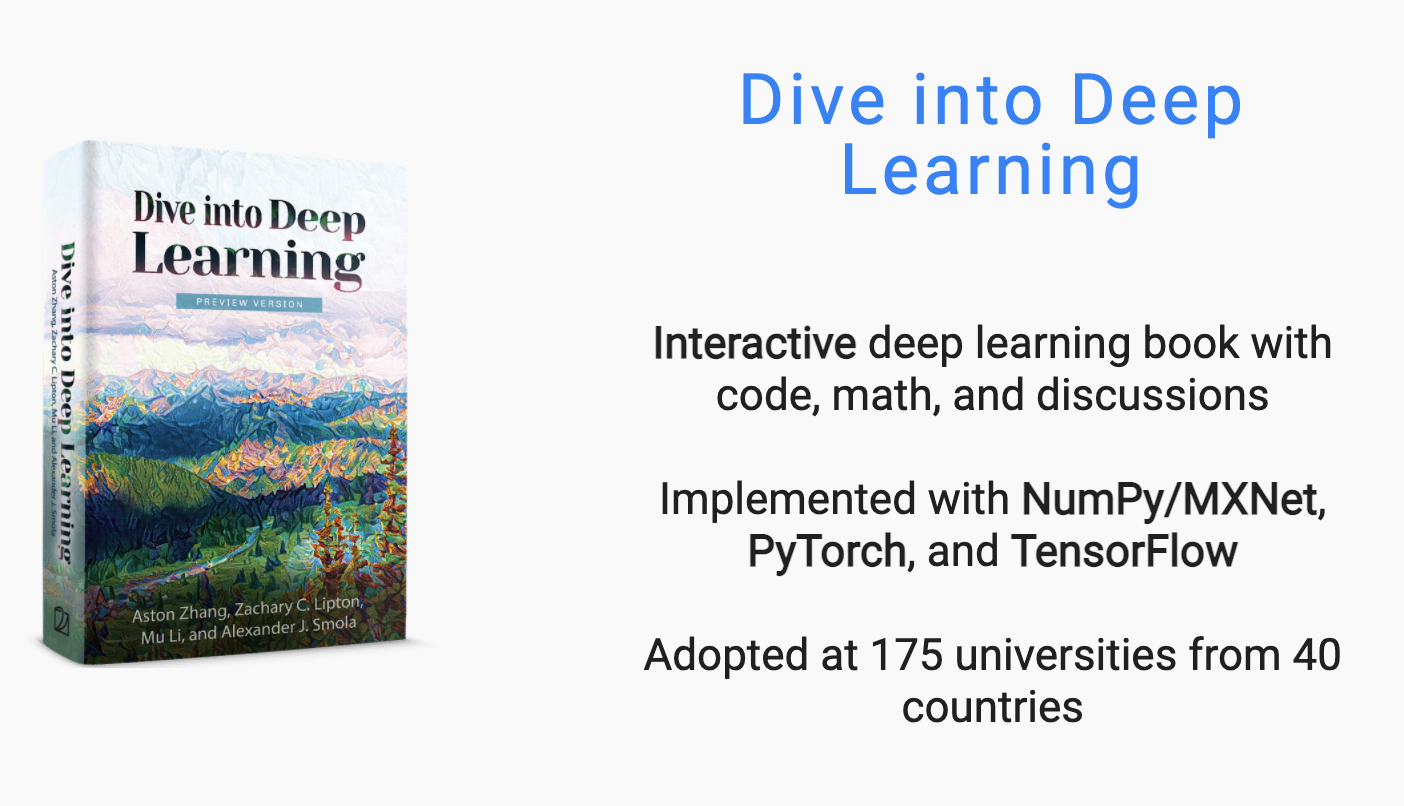 Dive into Deep
Learning
PREVIEW VERSION
Aston Zhang, Zachary C. Lipton,
Mu Li, and Alexander J. Smola
Dive into Deep Learning
Aston Zhang, Zachary C. Lipton, Mu Li, and Alexander J. Smola
Dive into Deep
Learning
Interactive deep learning book with
code, math, and discussions
Implemented with NumPy/MXNet,
PyTorch, and TensorFlow
Adopted at 175 universities from 40
countries